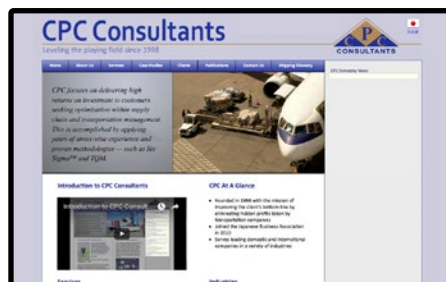 CPC Consultants
Leveling the playing field since 1998
CPC
CONSULTANTS
Home About Us Services Case Studies Clients Publications Contact Us Shipping Glossary
CPC Company News
CPC focuses on delivering high
returns on investment to customers
seeking optimization within supply
chain and transportation management.
This is accomplished by applying
years of stress-wise experience and
proven methodologies — such as Six
Sigma™ and TQM.
Introduction to CPC Consultants
Introduction to CPC Consul...
CPC At A Glance
Founded in 1998 with the mission of
improving the client's bottom-line by
eliminating hidden profits taken by
transportation companies
Joined the Japanese Business Association
in 2013
Serves leading domestic and international
companies in a variety of industries
Services
Industries